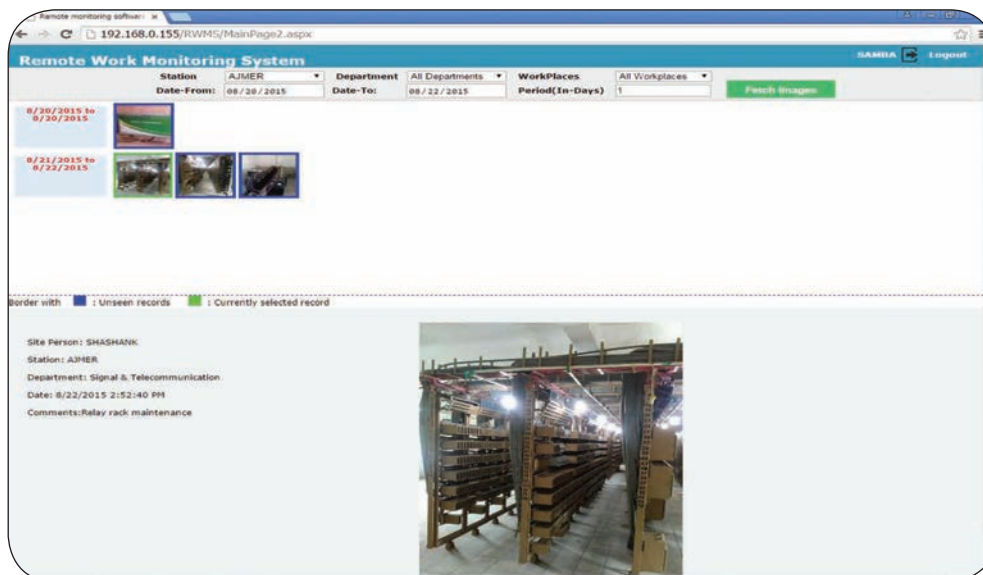 Remote monitoring software
192.168.0.155/RWMS/MainPage2.aspx
Remote Work Monitoring System
SAMBA Logout
Station AJMER Department All Departments WorkPlaces All Workplaces
Date-From: 08/20/2015 Date-To: 08/22/2015 Period(In-Days) 1 Fetch Images
8/20/2015 to
8/20/2015
8/21/2015 to
8/22/2015
Border with : Unseen records : Currently selected record
Site Person: SHASHANK
Station: AJMER
Department: Signal & Telecommunication
Date: 8/22/2015 2:52:40 PM
Comments:Relay rack maintenance